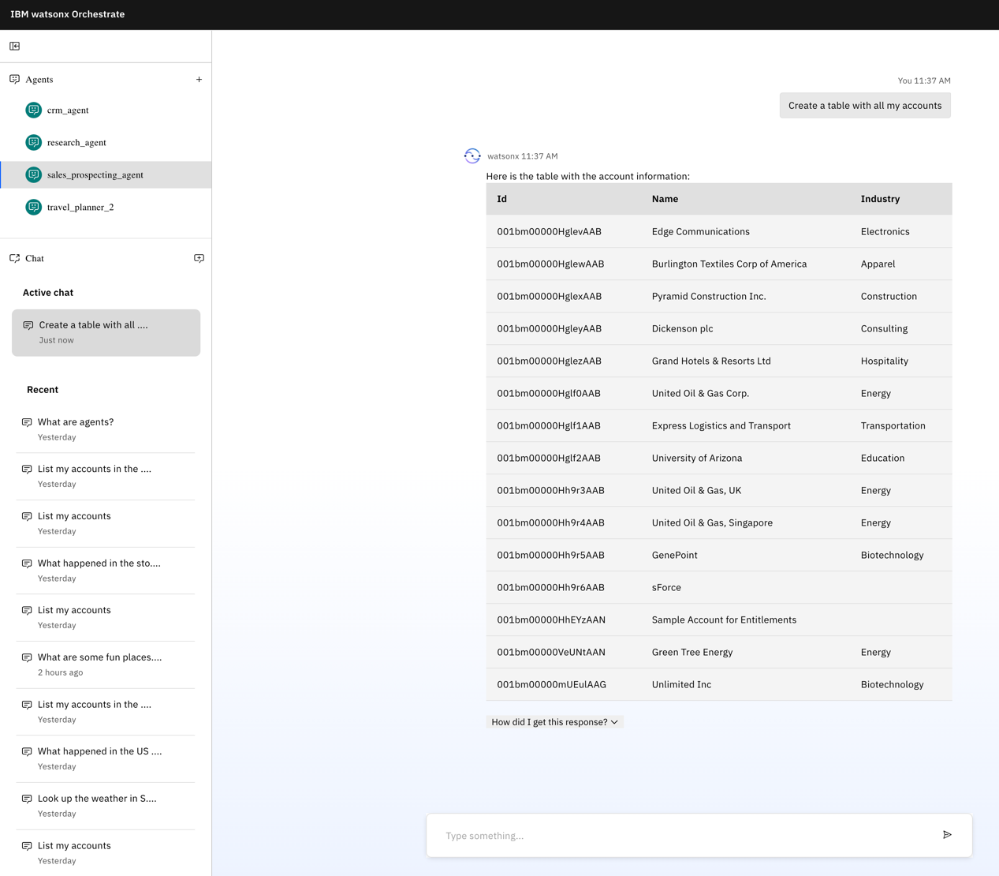 IBM watsonx Orchestrate
Agents
crm_agent
research_agent
sales_prospecting_agent
travel_planner_2
Chat
Active chat
Create a table with all ....
Just now
Recent
What are agents?
Yesterday
List my accounts in the ....
Yesterday
List my accounts
Yesterday
What happened in the sto....
Yesterday
List my accounts
Yesterday
What are some fun places....
2 hours ago
List my accounts in the ....
Yesterday
What happened in the US ....
Yesterday
Look up the weather in S....
Yesterday
List my accounts
Yesterday
You 11:37 AM
Create a table with all my accounts
watsonx 11:37 AM
Here is the table with the account information:
Id Name Industry
001bm00000HglevAAB Edge Communications Electronics
001bm00000HglewAAB Burlington Textiles Corp of America Apparel
001bm00000HglexAAB Pyramid Construction Inc. Construction
001bm00000HgleyAAB Dickenson plc Consulting
001bm00000HglezAAB Grand Hotels & Resorts Ltd Hospitality
001bm00000Hglf0AAB United Oil & Gas Corp. Energy
001bm00000Hglf1AAB Express Logistics and Transport Transportation
001bm00000Hglf2AAB University of Arizona Education
001bm00000Hh9r3AAB United Oil & Gas, UK Energy
001bm00000Hh9r4AAB United Oil & Gas, Singapore Energy
001bm00000Hh9r5AAB GenePoint Biotechnology
001bm00000Hh9r6AAB sForce
001bm00000HhEYzAAN Sample Account for Entitlements
001bm00000VeUNtAAN Green Tree Energy Energy
001bm00000mUEulAAG Unlimited Inc Biotechnology
How did I get this response?
Type something...